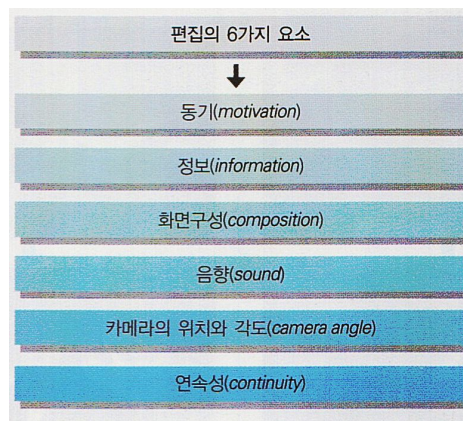 편집의 6가지 요소
동기(motivation)
정보(information)
화면구성(composition)
음향(sound)
카메라의 위치와 각도(camera angle)
연속성(continuity)